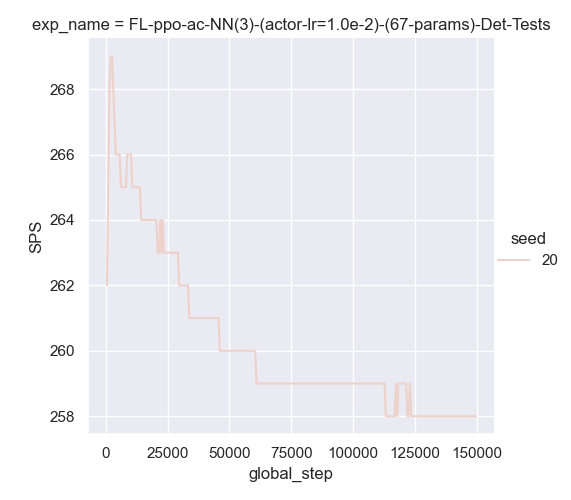 exp_name = FL-ppo-ac-NN(3)-(actor-lr=1.0e-2)-(67-params)-Det-Tests
268
266
264
262
260
258
SPS
0 25000 50000 75000 100000 125000 150000
global_step
seed
20